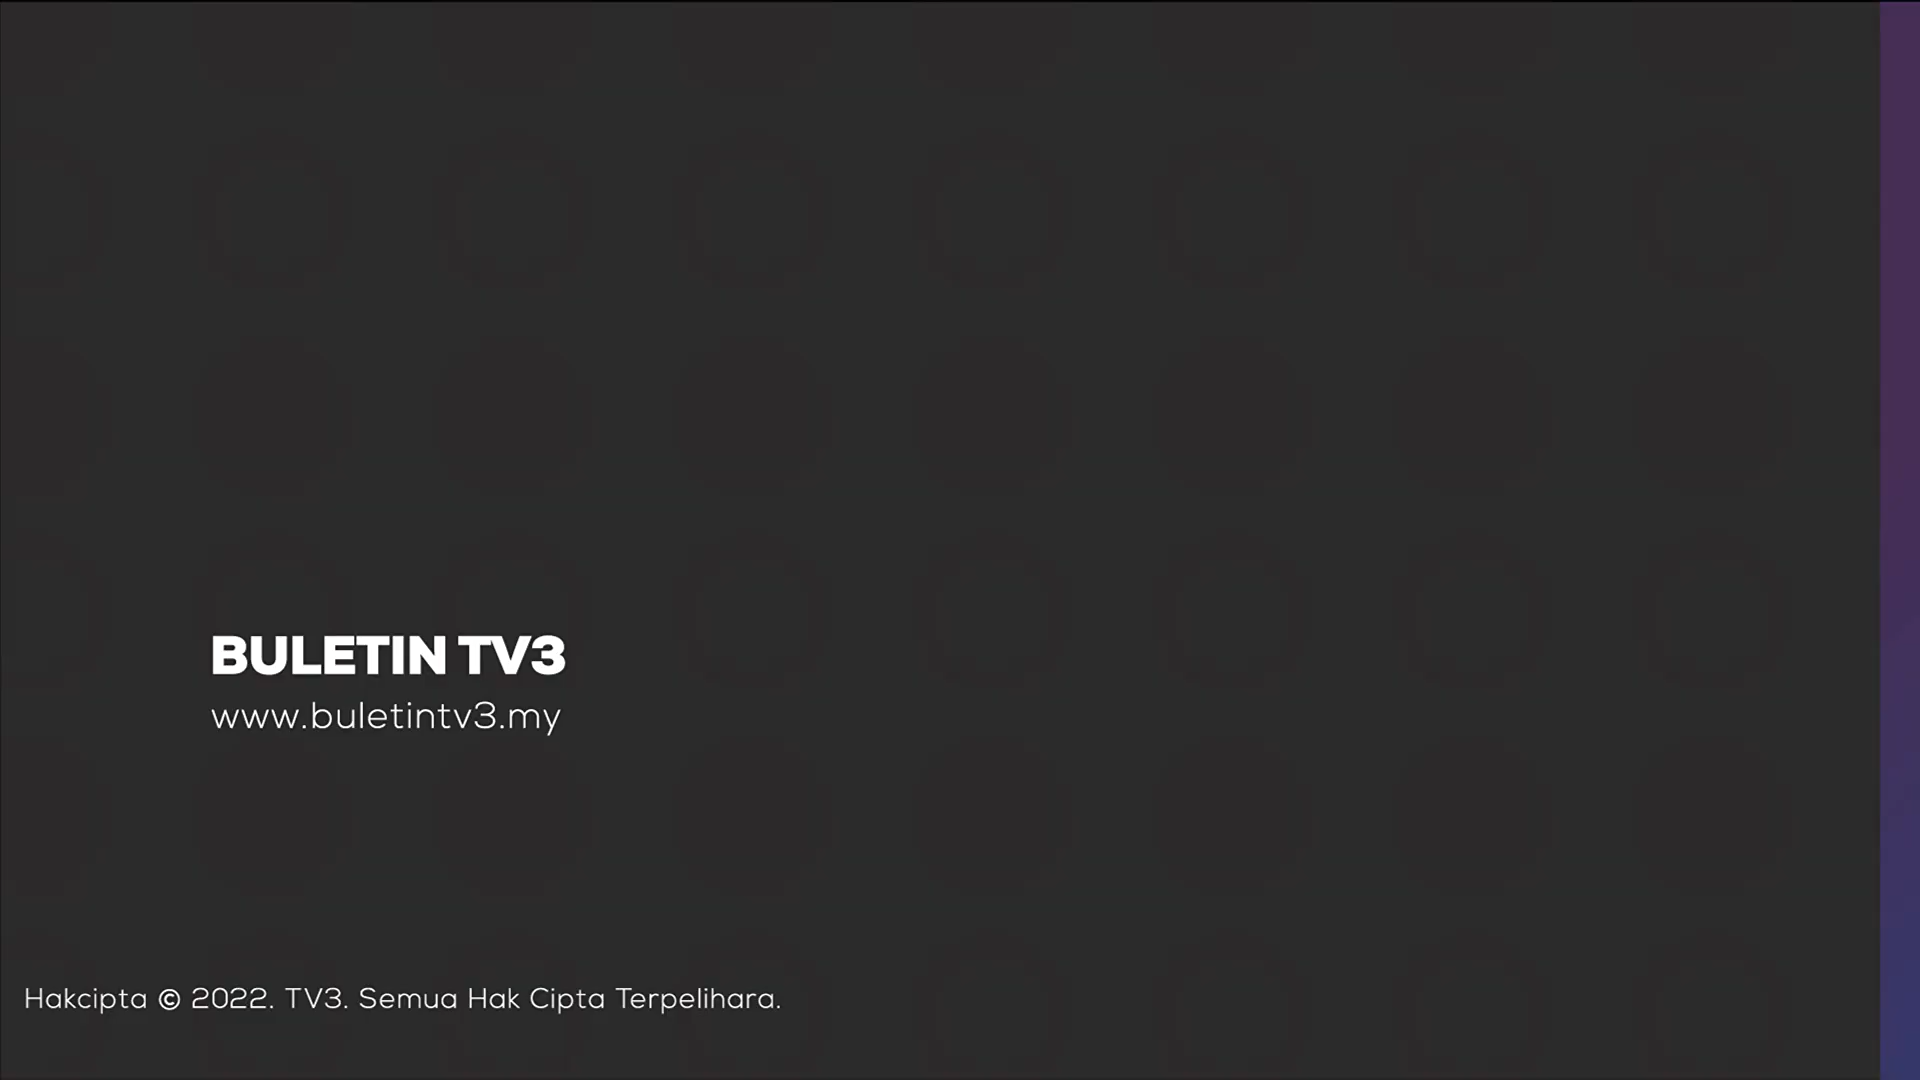 BULETIN TV3
www.buletintv3.my
Hakcipta © 2022. TV3. Semua Hak Cipta Terpelihara.